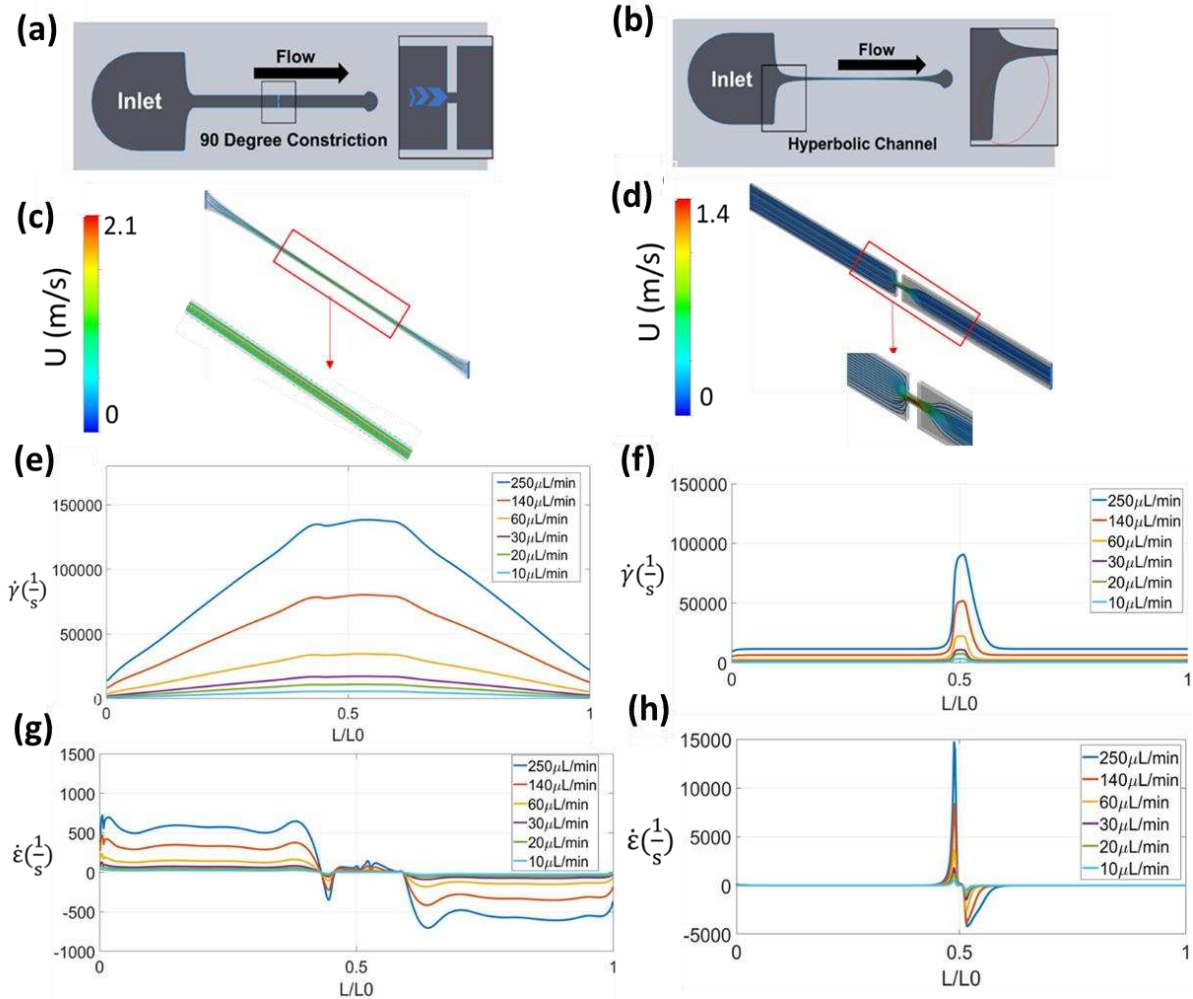 (a)
Inlet
Flow
90 Degree Constriction
(b)
Inlet
Flow
Hyperbolic Channel
(c)
U (m/s)
2.1
0
(d)
U (m/s)
1.4
0
(e)
γ̇(1/s)
150000
100000
50000
0
0
0.5
1
L/L0
250μL/min
140μL/min
60μL/min
30μL/min
20μL/min
10μL/min
(f)
γ̇(1/s)
150000
100000
50000
0
0
0.5
1
L/L0
250μL/min
140μL/min
60μL/min
30μL/min
20μL/min
10μL/min
(g)
ε̇(1/s)
1500
1000
500
0
-500
-1000
0
0.5
1
L/L0
250μL/min
140μL/min
60μL/min
30μL/min
20μL/min
10μL/min
(h)
ε̇(1/s)
15000
10000
5000
0
-5000
0
0.5
1
L/L0
250μL/min
140μL/min
60μL/min
30μL/min
20μL/min
10μL/min